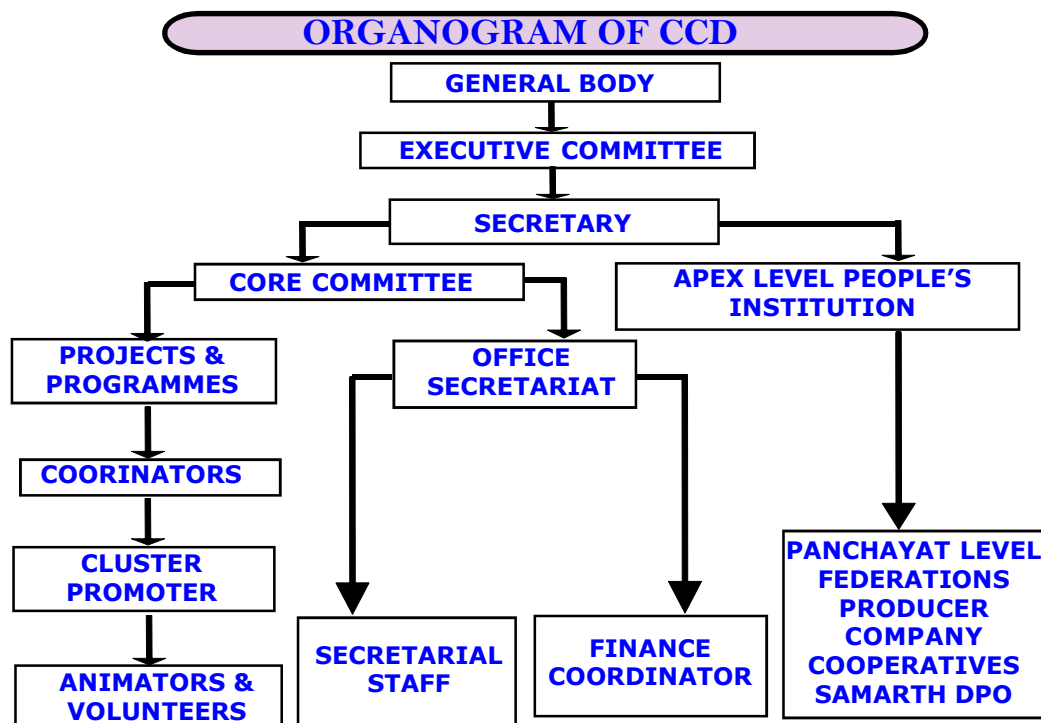 ORGANOGRAM OF CCD
GENERAL BODY
EXECUTIVE COMMITTEE
SECRETARY
CORE COMMITTEE
APEX LEVEL PEOPLE’S
INSTITUTION
PROJECTS &
PROGRAMMES
OFFICE
SECRETARIAT
COORINATORS
CLUSTER
PROMOTER
ANIMATORS &
VOLUNTEERS
SECRETARIAL
STAFF
FINANCE
COORDINATOR
PANCHAYAT LEVEL
FEDERATIONS
PRODUCER
COMPANY
COOPERATIVES
SAMARTH DPO